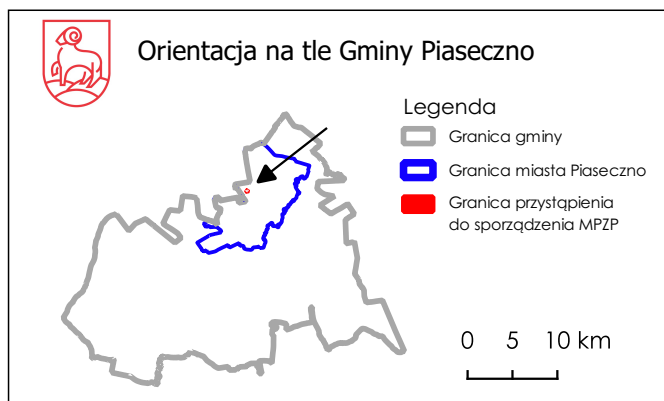 Orientacja na tle Gminy Piaseczno
Legenda
Granica gminy
Granica miasta Piaseczno
Granica przystąpienia
do sporządzenia MPZP
0 5 10 km